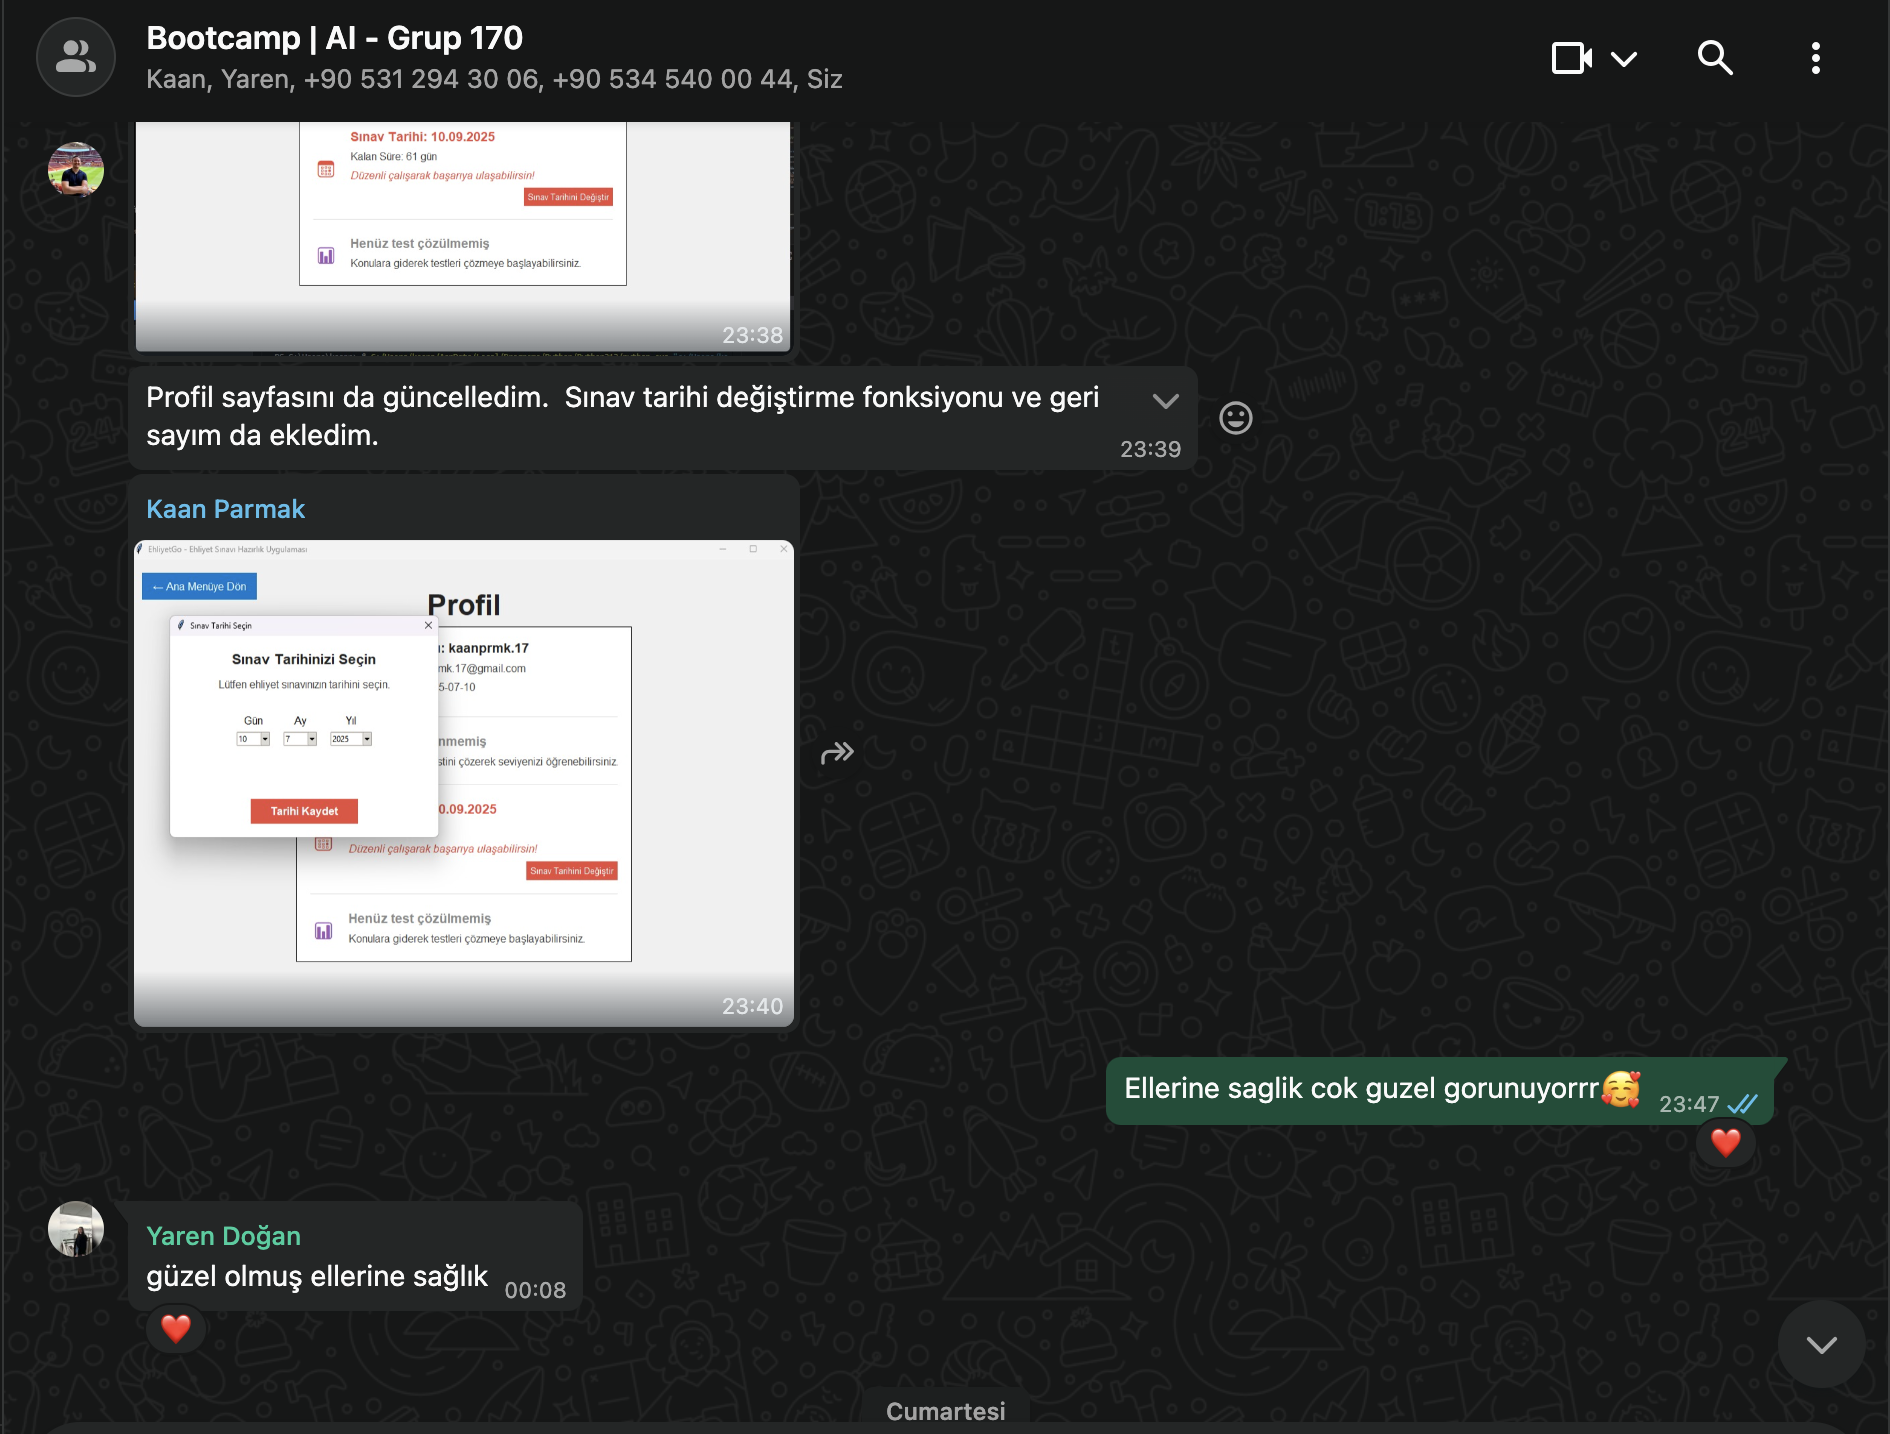 Bootcamp | AI - Grup 170
Kaan, Yaren, +90 531 294 30 06, +90 534 540 00 44, Siz
Sınav Tarihi: 10.09.2025
Kalan Süre: 61 gün
Düzenli çalışarak başarıya ulaşabilirsin!
Sınav Tarihini Değiştir
Henüz test çözülmemiş
Konulara giderek testleri çözmeye başlayabilirsiniz.
23:38
Profil sayfasını da güncelledim.  Sınav tarihi değiştirme fonksiyonu ve geri
sayım da ekledim.
23:39
Kaan Parmak
EhliyetGo - Ehliyet Sınavı Hazırlık Uygulaması
← Ana Menüye Dön
Profil
Sınav Tarihi Seçin
Sınav Tarihinizi Seçin
Lütfen ehliyet sınavınızın tarihini seçin.
Gün Ay Yıl
10 7 2025
Tarihi Kaydet
ı: kaanprmk.17
mk.17@gmail.com
5-07-10
nmemiş
stini çözerek seviyenizi öğrenebilirsiniz.
0.09.2025
Düzenli çalışarak başarıya ulaşabilirsin!
Sınav Tarihini Değiştir
Henüz test çözülmemiş
Konulara giderek testleri çözmeye başlayabilirsiniz.
23:40
Ellerine saglik cok guzel gorunuyorrr🥰 23:47
❤️
Yaren Doğan
güzel olmuş ellerine sağlık 00:08
❤️
Cumartesi